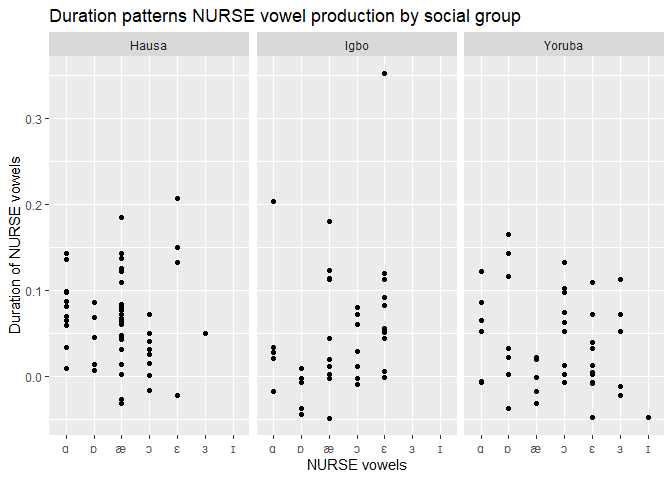 Duration patterns NURSE vowel production by social group
Hausa Igbo Yoruba
0.3
0.2
0.1
0.0
Duration of NURSE vowels
ɑ ɒ æ ɔ ɛ ɜ ɪ ɑ ɒ æ ɔ ɛ ɜ ɪ ɑ ɒ æ ɔ ɛ ɜ ɪ
NURSE vowels